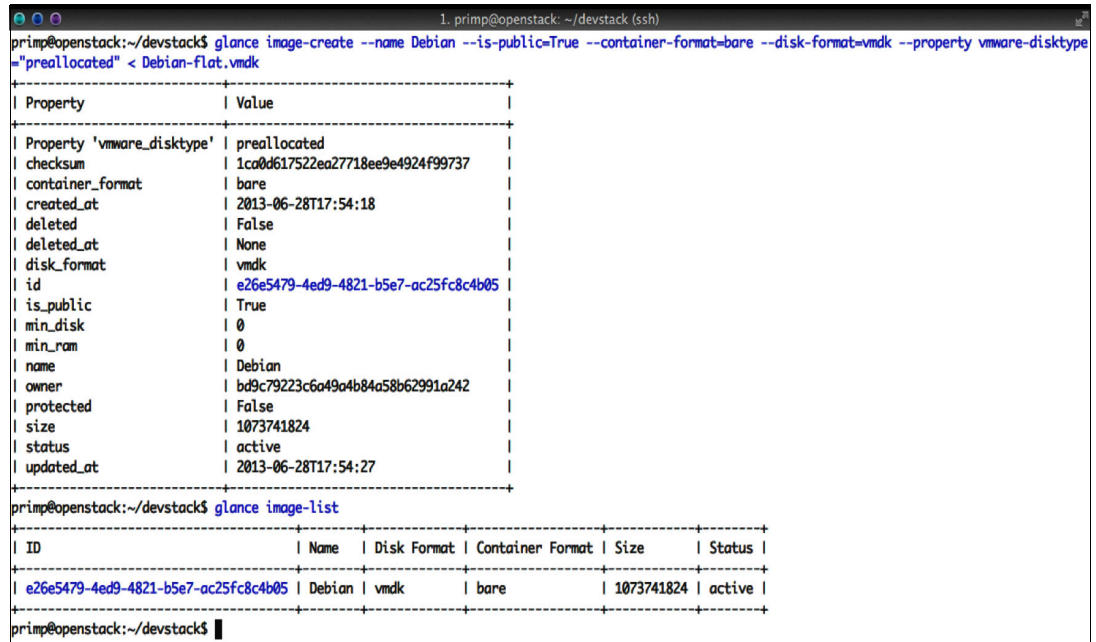 1. primp@openstack: ~/devstack (ssh)
primp@openstack:~/devstack$ glance image-create --name Debian --is-public=True --container-format=bare --disk-format=vmdk --property vmware-disktype
="preallocated" < Debian-flat.vmdk
+----------------------------+--------------------------------------+
| Property                   | Value                                |
+----------------------------+--------------------------------------+
| Property 'vmware_disktype' | preallocated                         |
| checksum                   | 1ca0d617522ea27718ee9e4924f99737     |
| container_format           | bare                                 |
| created_at                 | 2013-06-28T17:54:18                  |
| deleted                    | False                                |
| deleted_at                 | None                                 |
| disk_format                | vmdk                                 |
| id                         | e26e5479-4ed9-4821-b5e7-ac25fc8c4b05 |
| is_public                  | True                                 |
| min_disk                   | 0                                    |
| min_ram                    | 0                                    |
| name                       | Debian                               |
| owner                      | bd9c79223c6a49a4b84a58b62991a242     |
| protected                  | False                                |
| size                       | 1073741824                           |
| status                     | active                               |
| updated_at                 | 2013-06-28T17:54:27                  |
+----------------------------+--------------------------------------+
primp@openstack:~/devstack$ glance image-list
+--------------------------------------+--------+-------------+------------------+------------+--------+
| ID                                   | Name   | Disk Format | Container Format | Size       | Status |
+--------------------------------------+--------+-------------+------------------+------------+--------+
| e26e5479-4ed9-4821-b5e7-ac25fc8c4b05 | Debian | vmdk        | bare             | 1073741824 | active |
+--------------------------------------+--------+-------------+------------------+------------+--------+
primp@openstack:~/devstack$